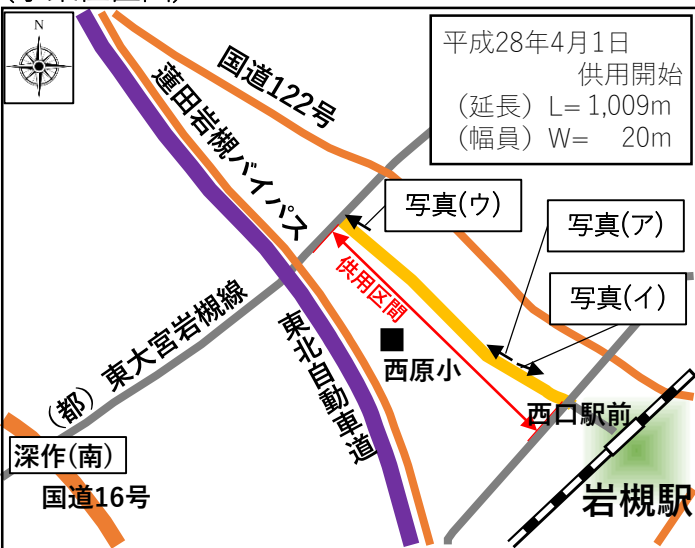 N
平成28年4月1日
供用開始
（延長）L= 1,009m
（幅員）W= 20m
国道122号
蓮田岩槻バイパス
写真(ウ)
写真(ア)
写真(イ)
供用区間
（都）東大宮岩槻線
東北自動車道
西原小
西口駅前
深作(南)
国道16号
岩槻駅